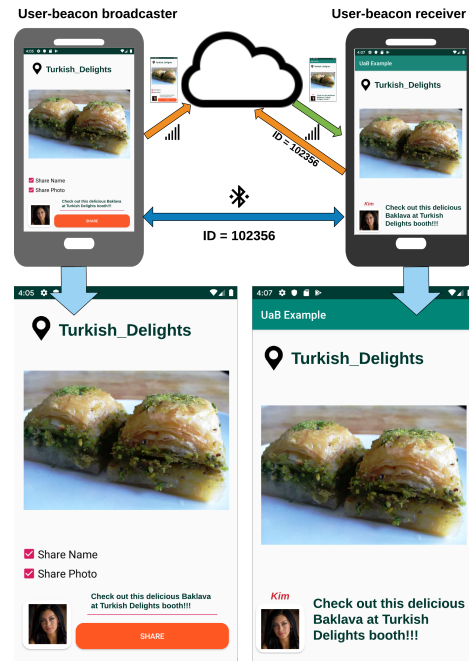 User-beacon broadcaster
User-beacon receiver
4:05
Turkish_Delights
Share Name
Share Photo
Check out this delicious Baklava
at Turkish Delights booth!!!
SHARE
4:07
UaB Example
Turkish_Delights
Kim
Check out this delicious
Baklava at Turkish
Delights booth!!!
ID = 102356
ID = 102356
4:05
Turkish_Delights
Share Name
Share Photo
Check out this delicious Baklava
at Turkish Delights booth!!!
SHARE
4:07
UaB Example
Turkish_Delights
Kim
Check out this delicious
Baklava at Turkish
Delights booth!!!